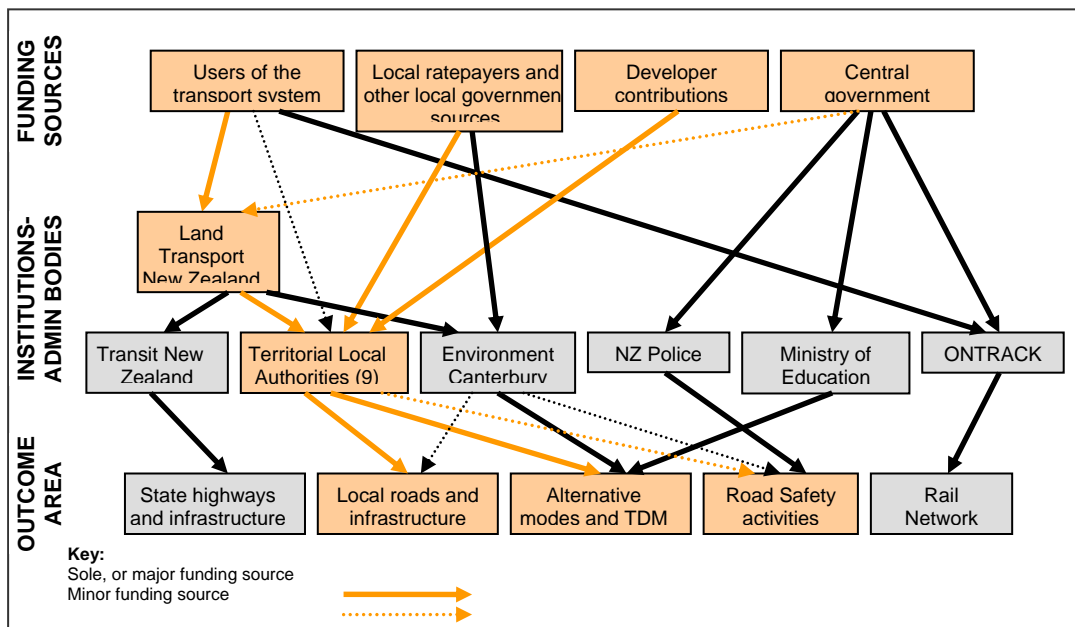 FUNDING
SOURCES
Users of the
transport system
Local ratepayers and
other local governmen
sources
Developer
contributions
Central
government
INSTITUTIONS-
ADMIN BODIES
Land
Transport
New Zealand
Transit New
Zealand
Territorial Local
Authorities (9)
Environment
Canterbury
NZ Police
Ministry of
Education
ONTRACK
OUTCOME
AREA
State highways
and infrastructure
Local roads and
infrastructure
Alternative
modes and TDM
Road Safety
activities
Rail
Network
Key:
Sole, or major funding source
Minor funding source